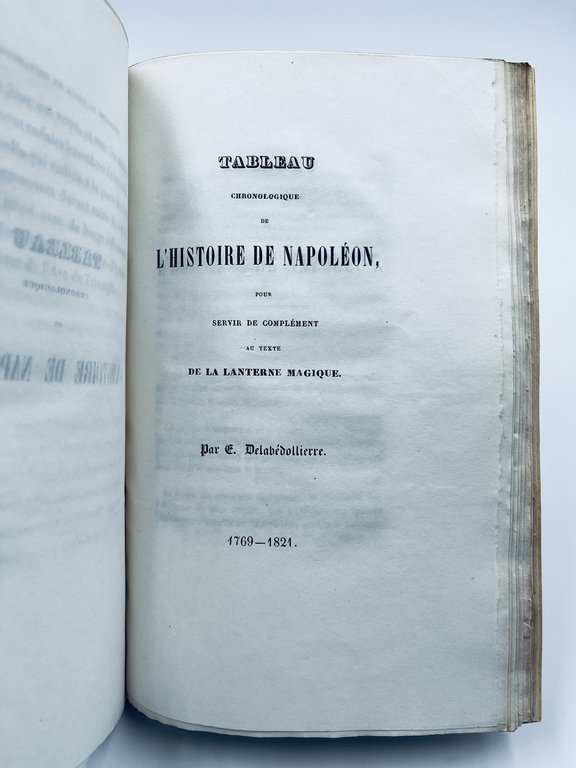 TABLEAU
CHRONOLOGIQUE
DE
L'HISTOIRE DE NAPOLÉON,
POUR
SERVIR DE COMPLÉMENT
AU TEXTE
DE LA LANTERNE MAGIQUE.
Par E. Delabédollierre.
1769—1821.